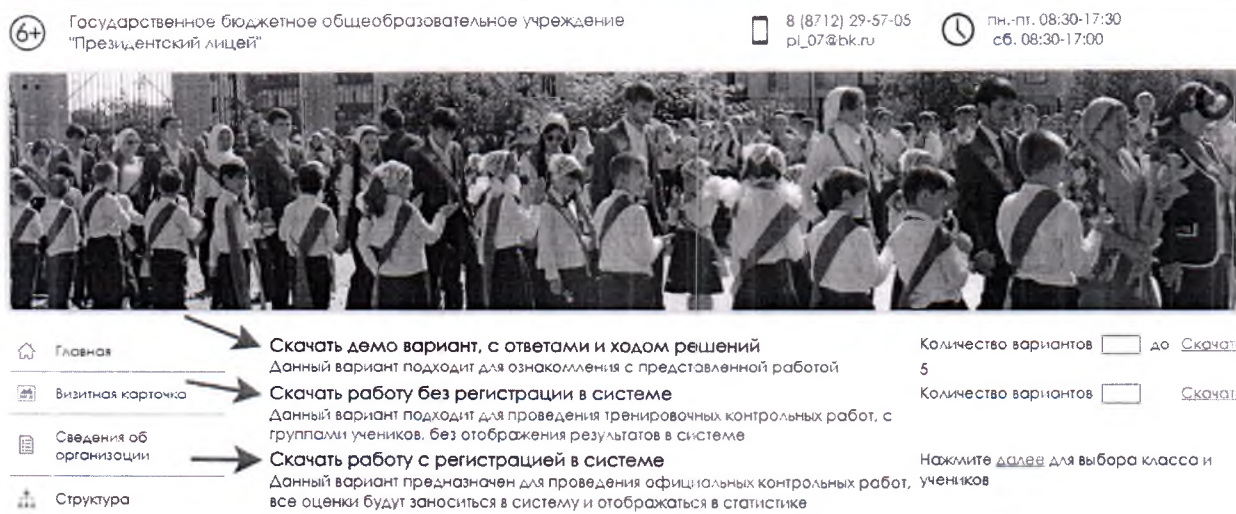 6+
Государственное бюджетное общеобразовательное учреждение
"Президентский лицей"
8 (8712) 29-57-05
pl_07@bk.ru
пн.-пт. 08:30-17:30
сб. 08:30-17:00
Главная
Визитная карточка
Сведения об
организации
Структура
Скачать демо вариант, с ответами и ходом решений
Данный вариант подходит для ознакомления с представленной работой
Количество вариантов до Скачат
5
Скачать работу без регистрации в системе
Данный вариант подходит для проведения тренировочных контрольных работ, с
группами учеников, без отображения результатов в системе
Количество вариантов Скачат
Скачать работу с регистрацией в системе
Данный вариант предназначен для проведения официальных контрольных работ,
все оценки будут заноситься в систему и отображаться в статистике
Нажмите далее для выбора класса и
учеников